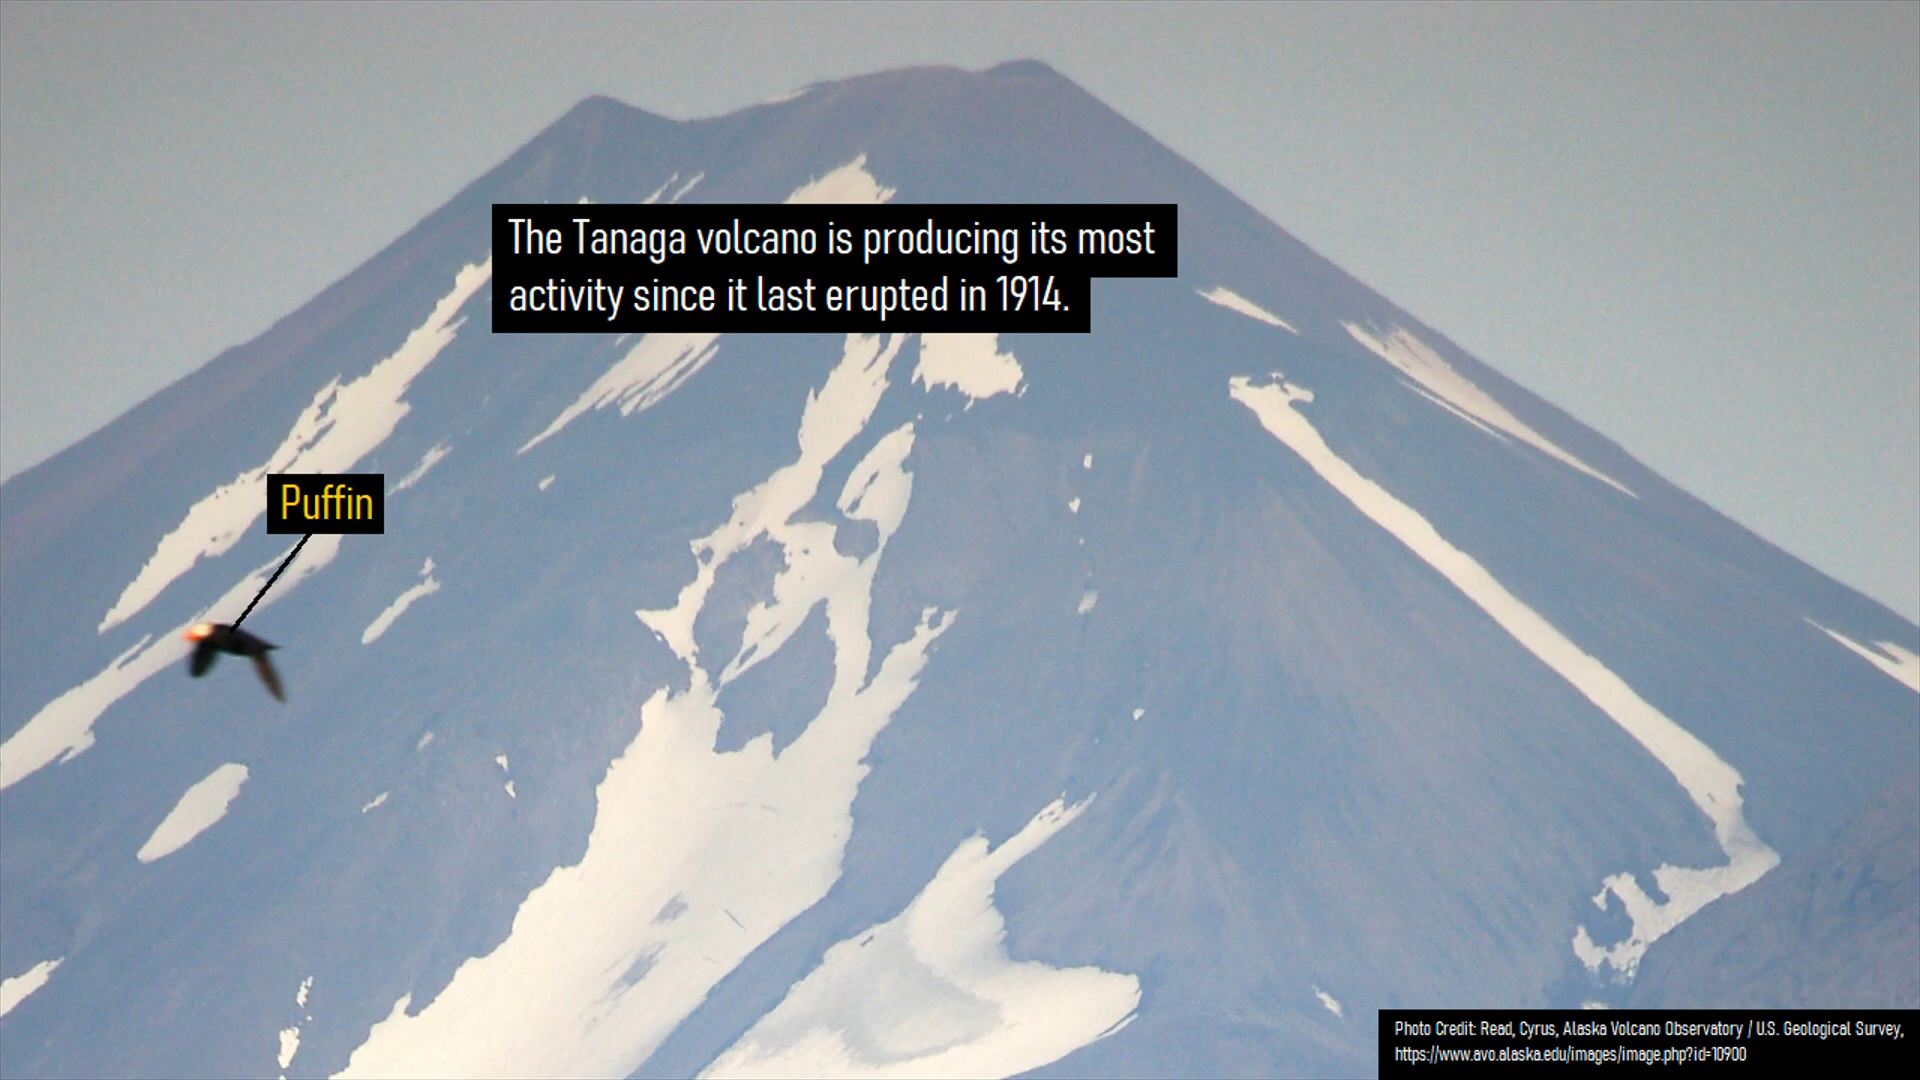 The Tanaga volcano is producing its most
activity since it last erupted in 1914.
Puffin
Photo Credit: Read, Cyrus, Alaska Volcano Observatory / U.S. Geological Survey,
https://www.avo.alaska.edu/images/image.php?id=10900